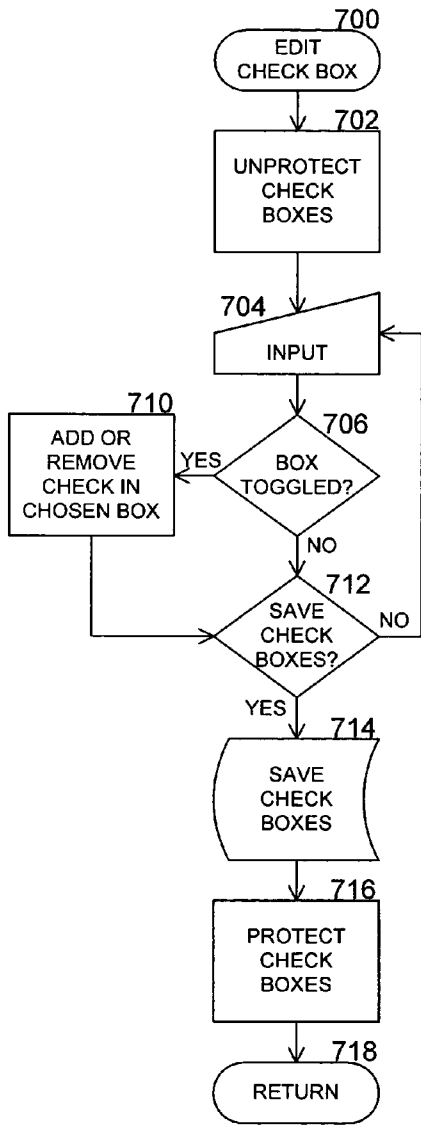 700
EDIT
CHECK BOX
702
UNPROTECT
CHECK
BOXES
704
INPUT
706
BOX
TOGGLED?
YES
710
ADD OR
REMOVE
CHECK IN
CHOSEN BOX
NO
712
SAVE
CHECK
BOXES?
NO
YES
714
SAVE
CHECK
BOXES
716
PROTECT
CHECK
BOXES
718
RETURN